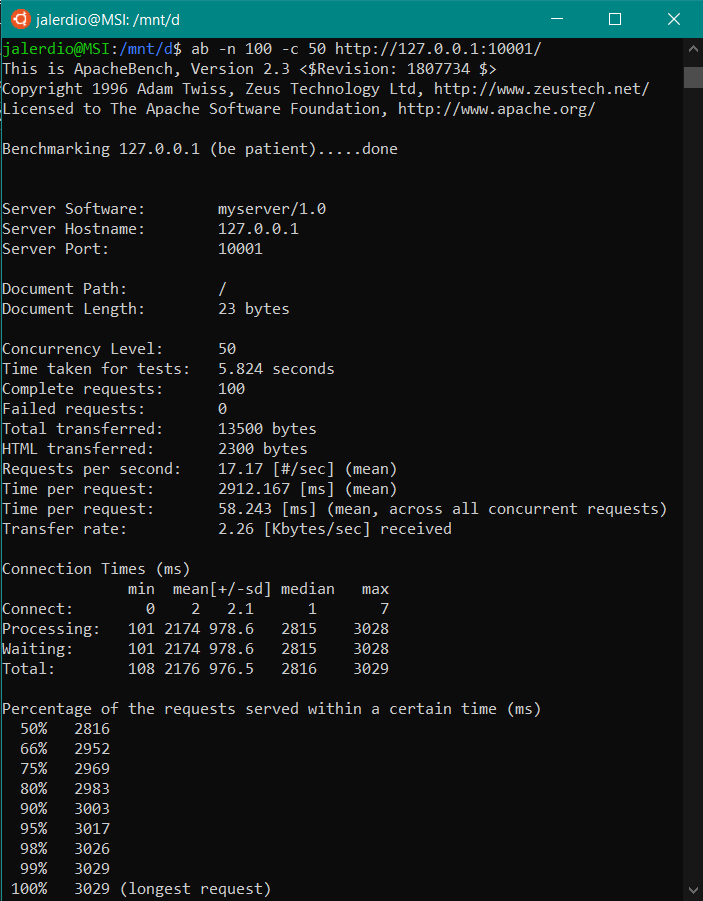 jalerdio@MSI: /mnt/d
jalerdio@MSI:/mnt/d$ ab -n 100 -c 50 http://127.0.0.1:10001/
This is ApacheBench, Version 2.3 <$Revision: 1807734 $>
Copyright 1996 Adam Twiss, Zeus Technology Ltd, http://www.zeustech.net/
Licensed to The Apache Software Foundation, http://www.apache.org/

Benchmarking 127.0.0.1 (be patient).....done


Server Software:        myserver/1.0
Server Hostname:        127.0.0.1
Server Port:            10001

Document Path:          /
Document Length:        23 bytes

Concurrency Level:      50
Time taken for tests:   5.824 seconds
Complete requests:      100
Failed requests:        0
Total transferred:      13500 bytes
HTML transferred:       2300 bytes
Requests per second:    17.17 [#/sec] (mean)
Time per request:       2912.167 [ms] (mean)
Time per request:       58.243 [ms] (mean, across all concurrent requests)
Transfer rate:          2.26 [Kbytes/sec] received

Connection Times (ms)
              min  mean[+/-sd] median   max
Connect:        0    2   2.1      1       7
Processing:   101 2174 978.6   2815    3028
Waiting:      101 2174 978.6   2815    3028
Total:        108 2176 976.5   2816    3029

Percentage of the requests served within a certain time (ms)
  50%   2816
  66%   2952
  75%   2969
  80%   2983
  90%   3003
  95%   3017
  98%   3026
  99%   3029
 100%   3029 (longest request)